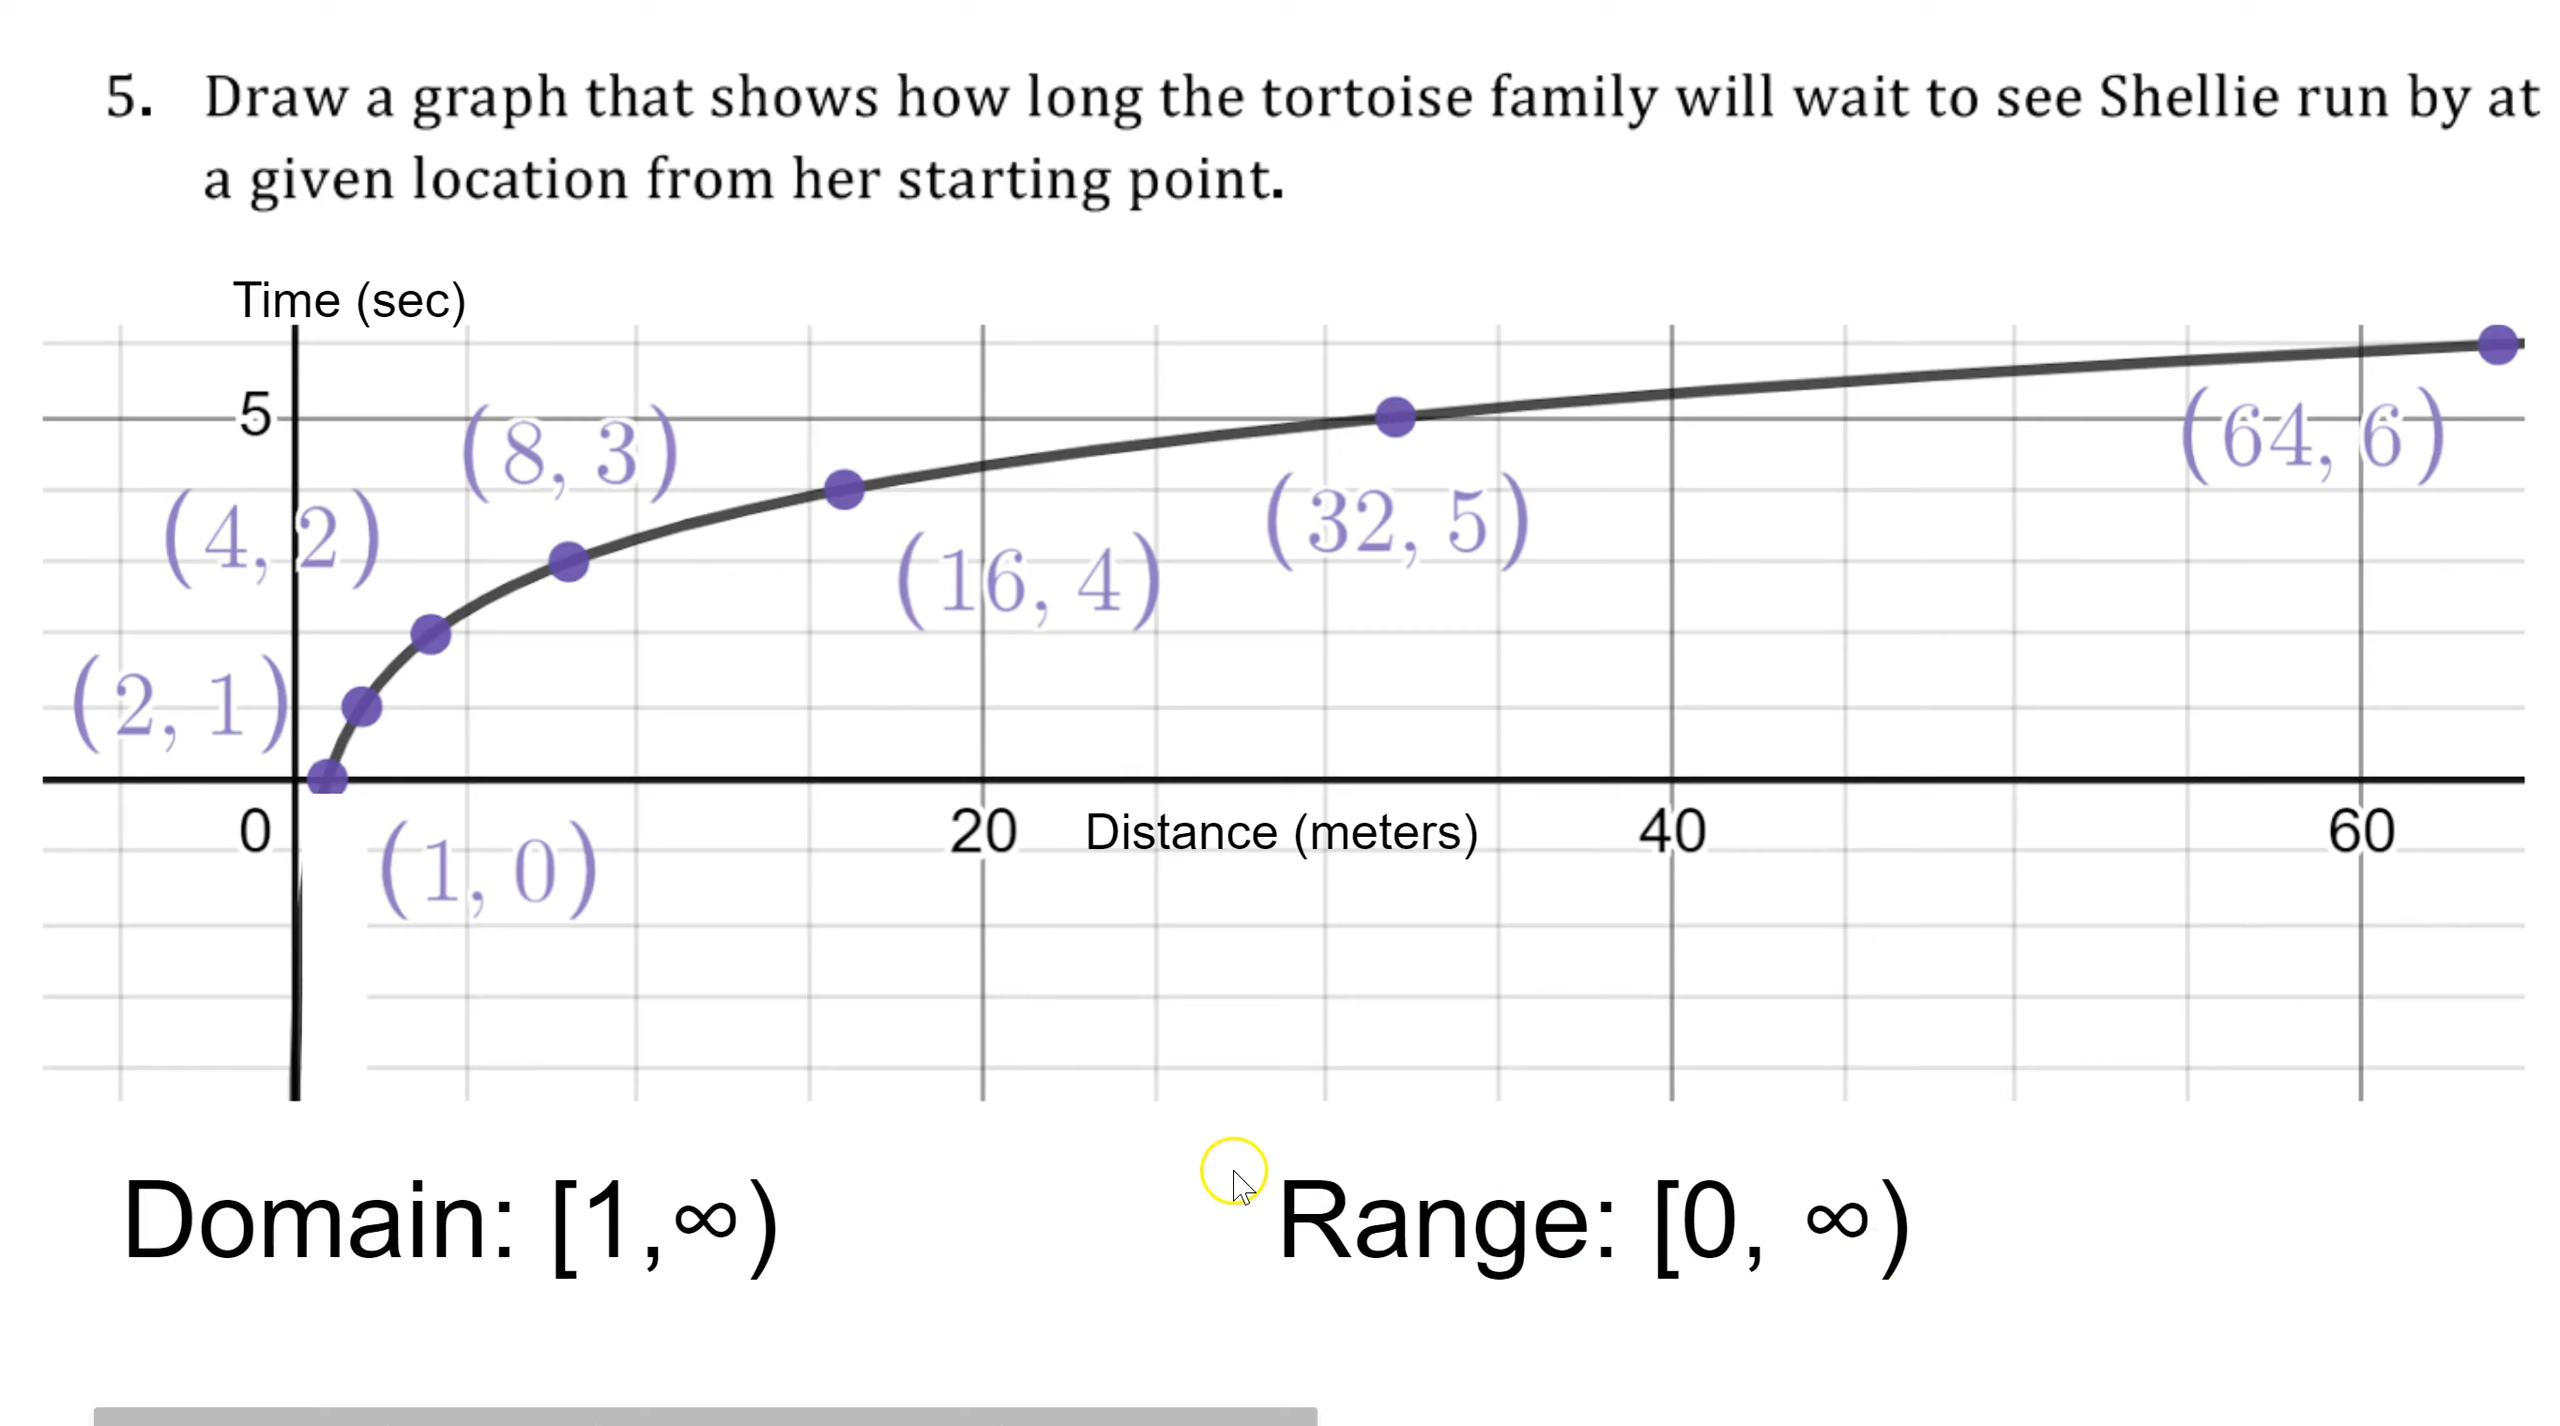 5. Draw a graph that shows how long the tortoise family will wait to see Shellie run by at
a given location from her starting point.
Time (sec)
5
(8, 3)
(64, 6)
(4, 2)
(32, 5)
(16, 4)
(2, 1)
0
20
Distance (meters)
40
60
(1, 0)
Domain: [1,∞)
Range: [0, ∞)